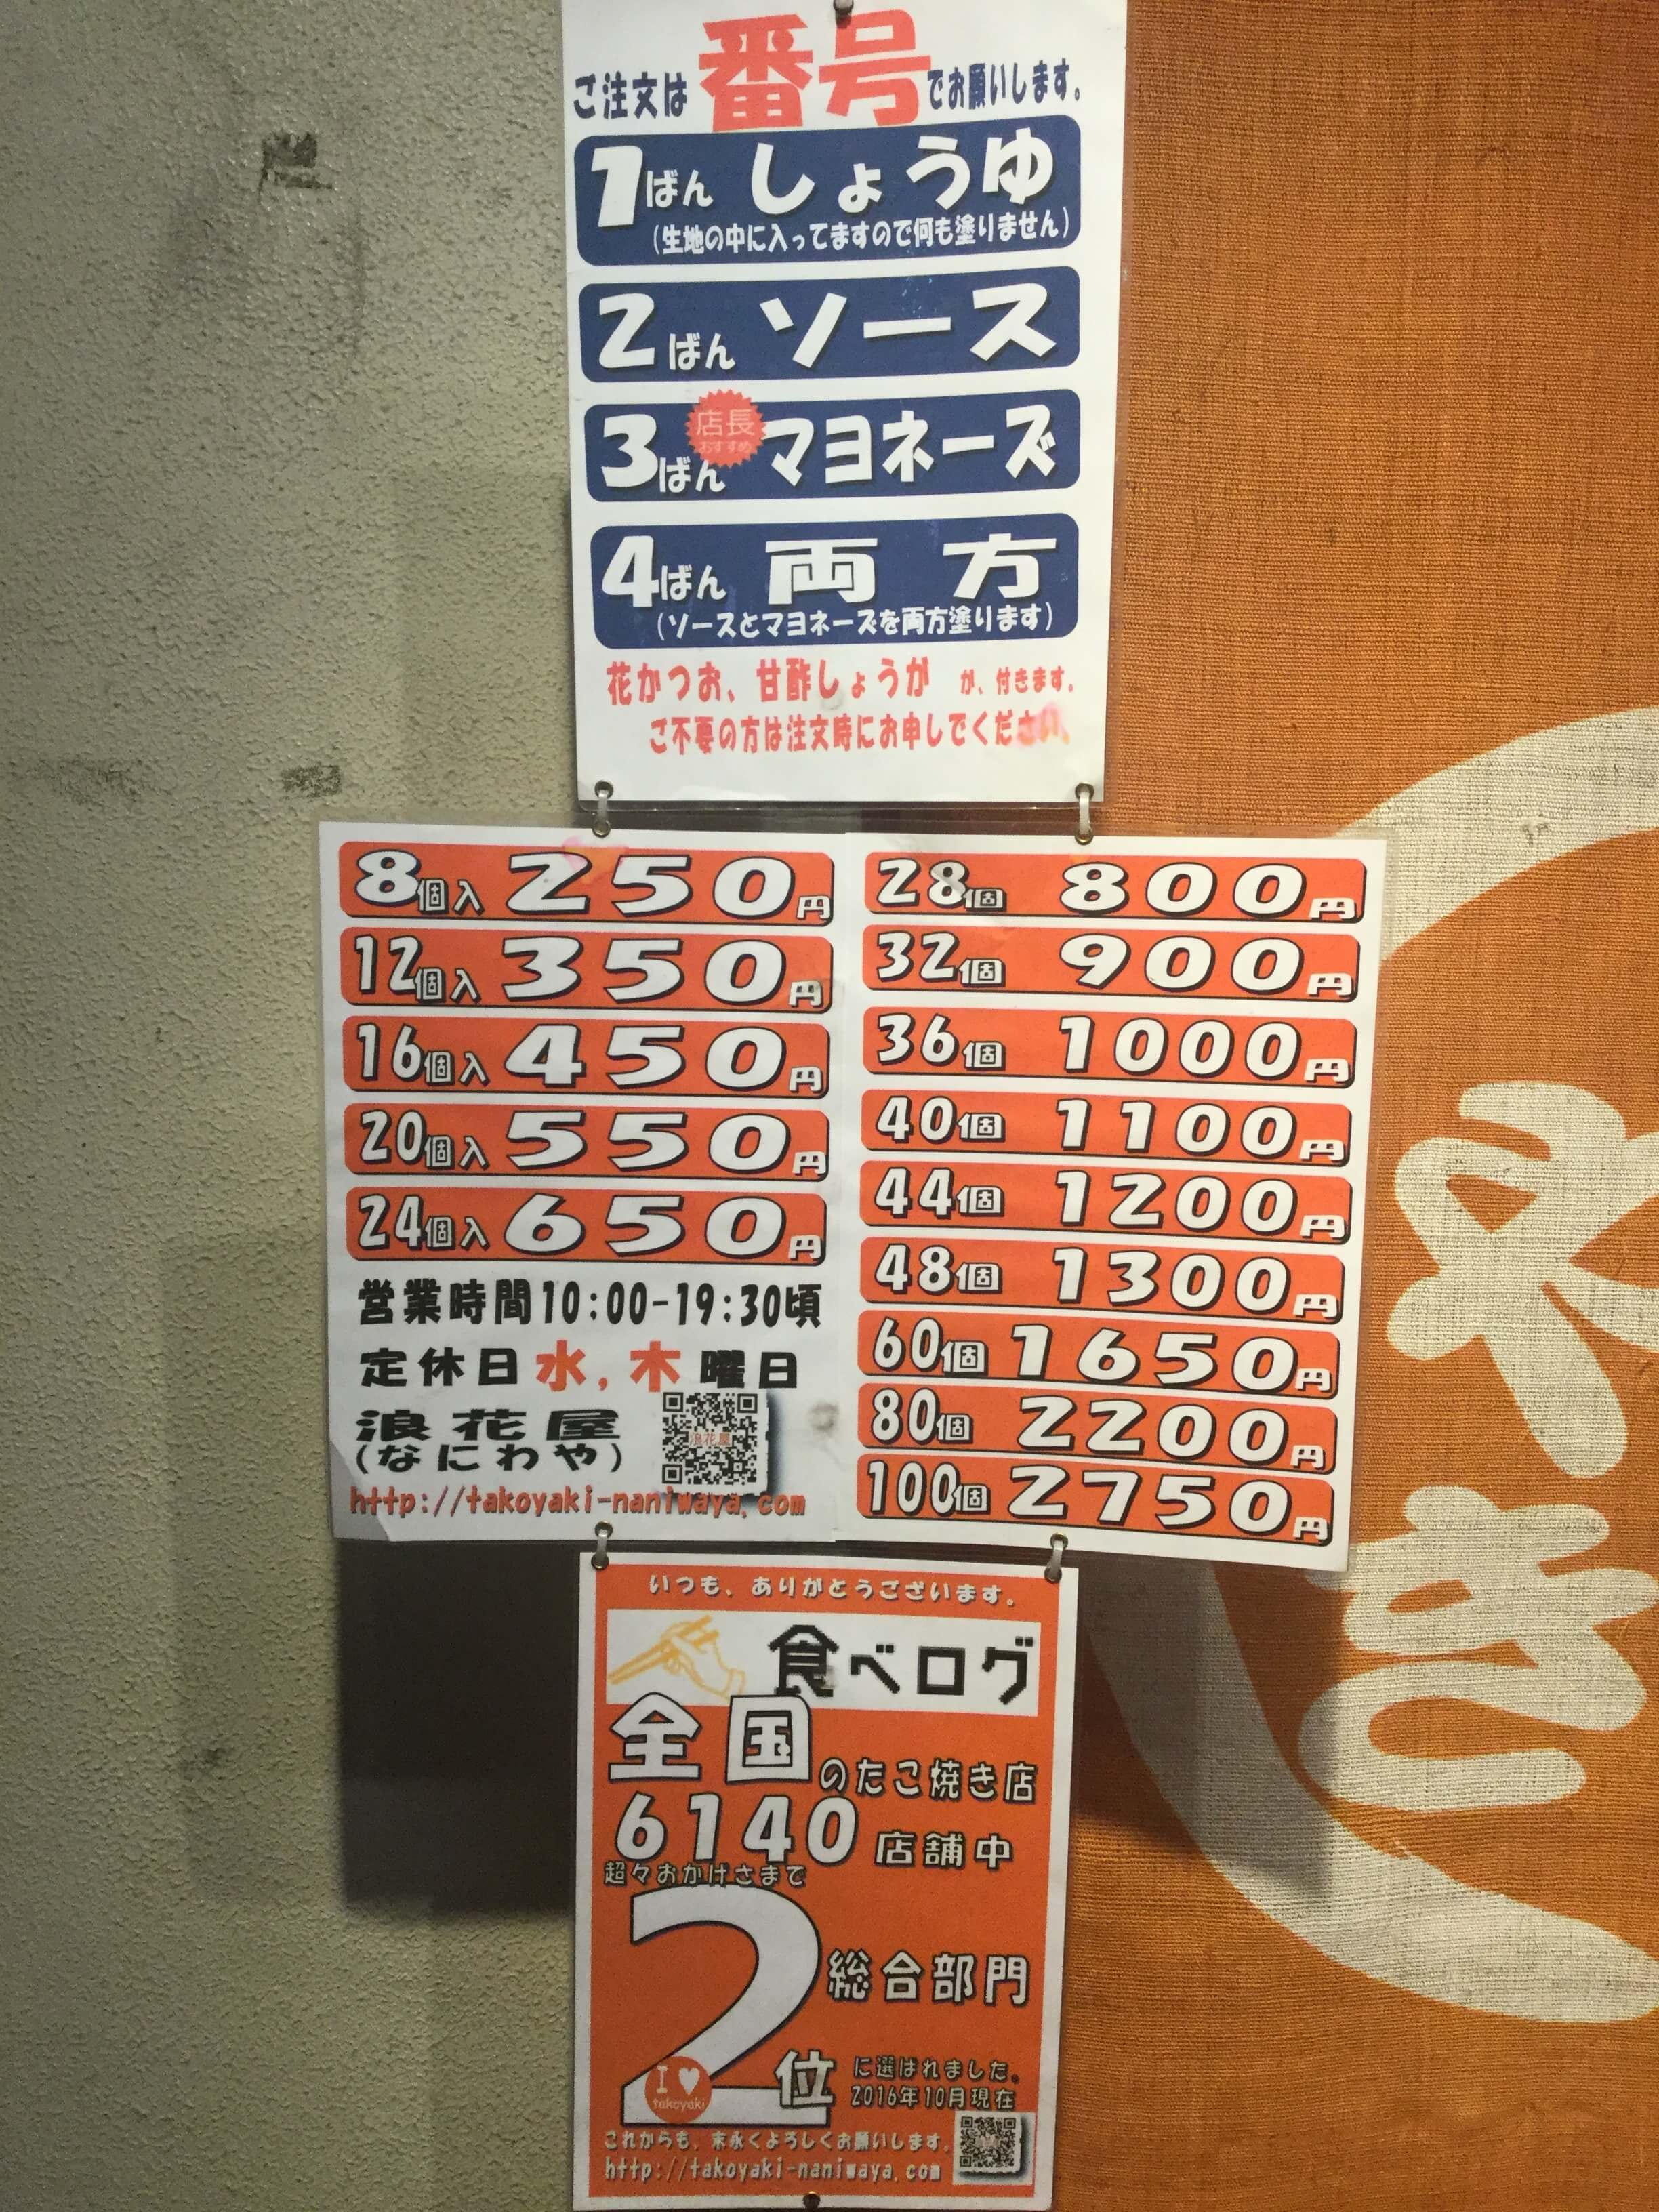 ご注文は番号でお願いします。
1ばん しょうゆ
(生地の中に入ってますので何も塗りません)
2ばん ソース
店長
おすすめ
3ばん マヨネーズ
4ばん 両方
(ソースとマヨネーズを両方塗ります)
花かつお、甘酢しょうが が、付きます。
ご不要の方は注文時にお申しでください、
8個入 250円
12個入 350円
16個入 450円
20個入 550円
24個入 650円
営業時間10:00-19:30頃
定休日 水,木曜日
浪花屋
(なにわや)
浪花屋
http://takoyaki-naniwaya.com
28個 800円
32個 900円
36個 1000円
40個 1100円
44個 1200円
48個 1300円
60個 1650円
80個 2200円
100個 2750円
いつも、ありがとうございます。
食べログ
全国のたこ焼き店
6140店舗中
超々おかげさまで
2位 総合部門
に選ばれました。
2016年10月現在
I ♥
takoyaki
これからも、末永くよろしくお願いします。
http://takoyaki-naniwaya.com